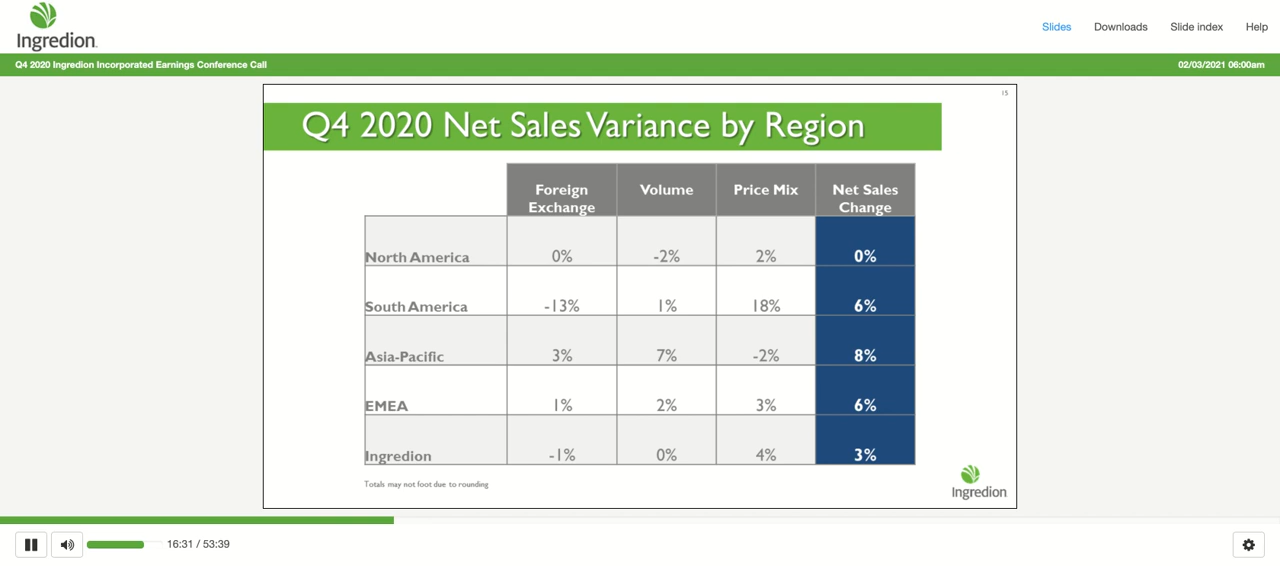 Ingredion.
Slides Downloads Slide index Help
Q4 2020 Ingredion Incorporated Earnings Conference Call 02/03/2021 06:00am
15
Q4 2020 Net Sales Variance by Region
Foreign Exchange Volume Price Mix Net Sales Change
North America 0% -2% 2% 0%
South America -13% 1% 18% 6%
Asia-Pacific 3% 7% -2% 8%
EMEA 1% 2% 3% 6%
Ingredion -1% 0% 4% 3%
Totals may not foot due to rounding
Ingredion
16:31 / 53:39